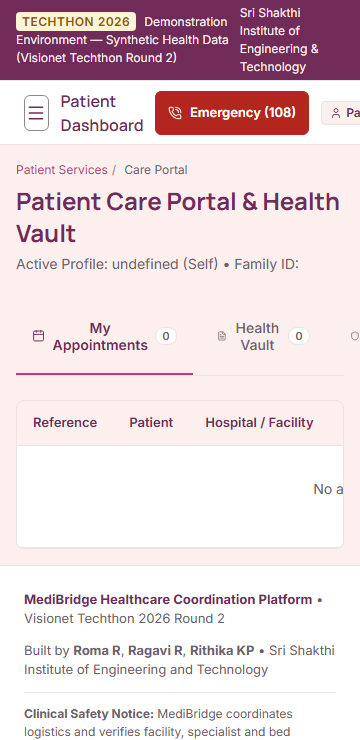 TECHTHON 2026 Demonstration
Environment — Synthetic Health Data
(Visionet Techthon Round 2)
Sri Shakthi
Institute of
Engineering &
Technology
Patient
Dashboard
Emergency (108)
Pa
Patient Services / Care Portal
Patient Care Portal & Health
Vault
Active Profile: undefined (Self) • Family ID:
My
Appointments
0
Health
Vault
0
Reference Patient Hospital / Facility
No a
MediBridge Healthcare Coordination Platform •
Visionet Techthon 2026 Round 2
Built by Roma R, Ragavi R, Rithika KP • Sri Shakthi
Institute of Engineering and Technology
Clinical Safety Notice: MediBridge coordinates
logistics and verifies facility, specialist and bed